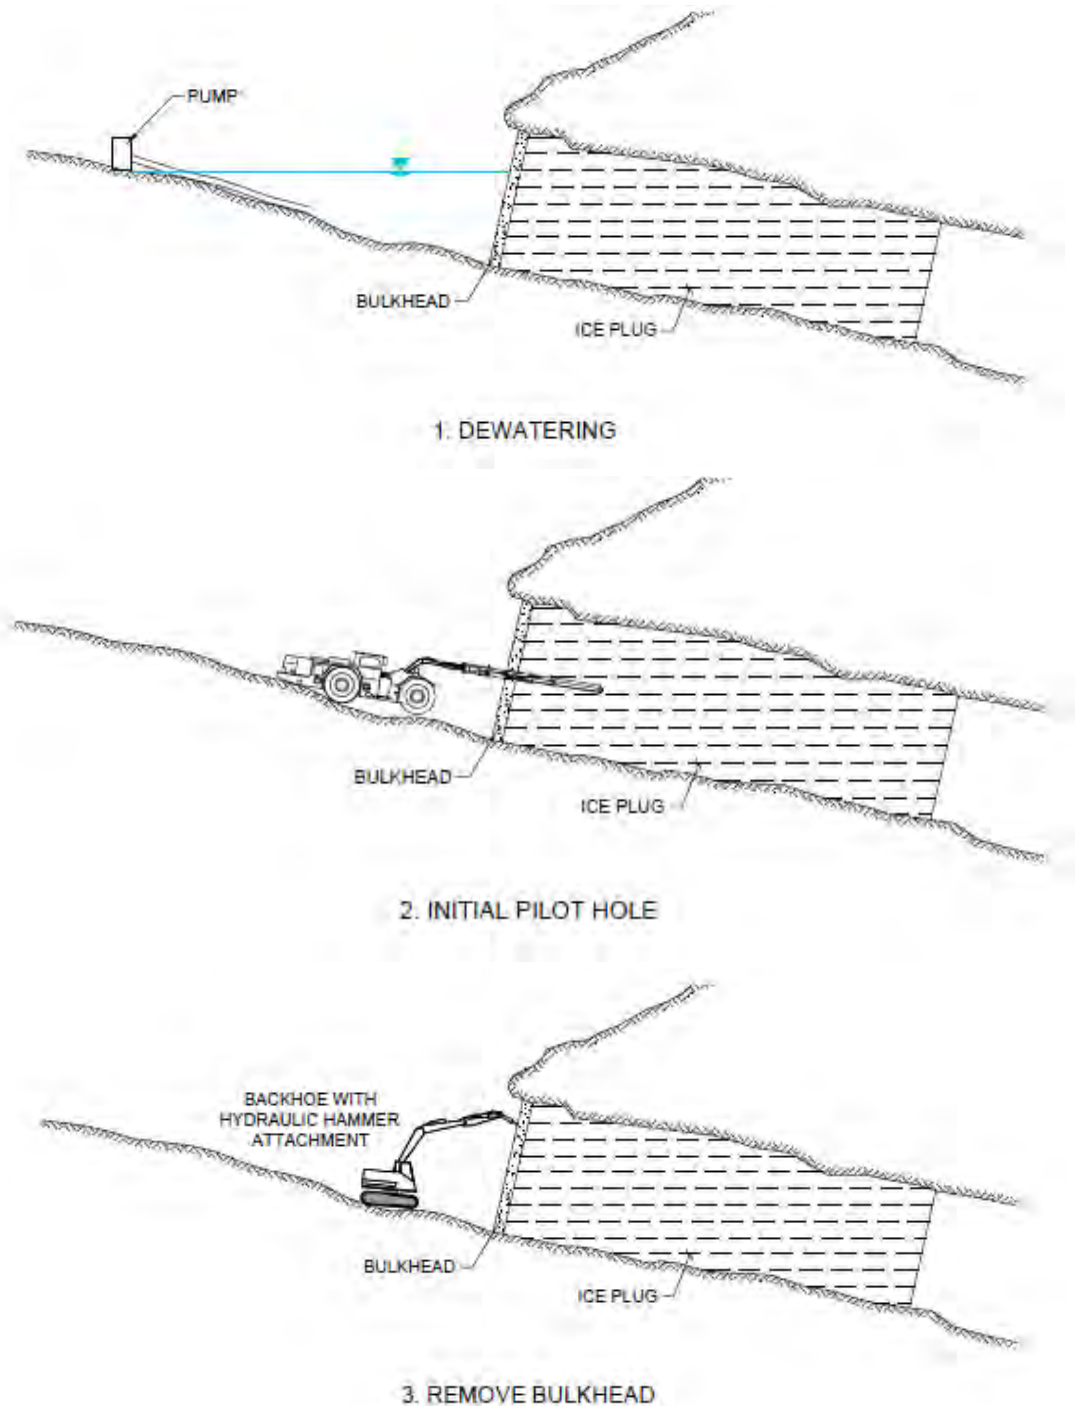 PUMP
BULKHEAD
ICE PLUG
1. DEWATERING
BULKHEAD
ICE PLUG
2. INITIAL PILOT HOLE
BACKHOE WITH
HYDRAULIC HAMMER
ATTACHMENT
BULKHEAD
ICE PLUG
3. REMOVE BULKHEAD